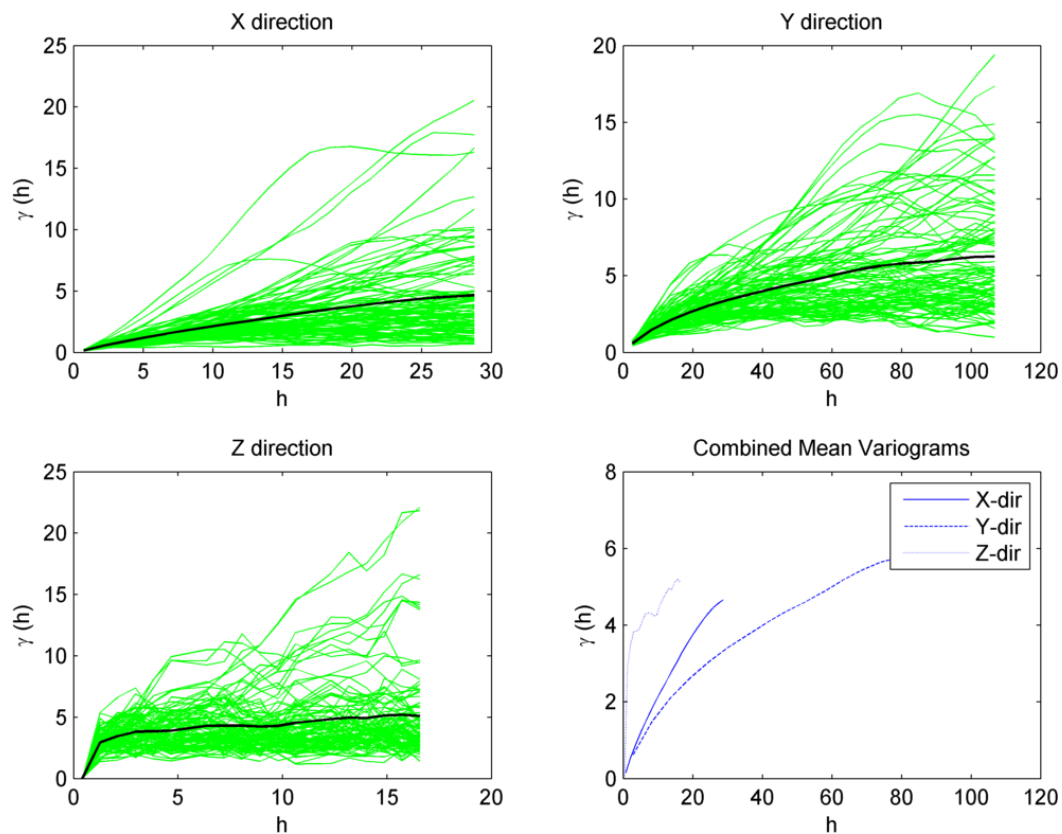 X direction
25
20
15
10
5
0
γ (h)
0 5 10 15 20 25 30
h
Y direction
20
15
10
5
0
γ (h)
0 20 40 60 80 100 120
h
Z direction
25
20
15
10
5
0
γ (h)
0 5 10 15 20
h
Combined Mean Variograms
8
6
4
2
0
γ (h)
X-dir
Y-dir
Z-dir
0 20 40 60 80 100 120
h